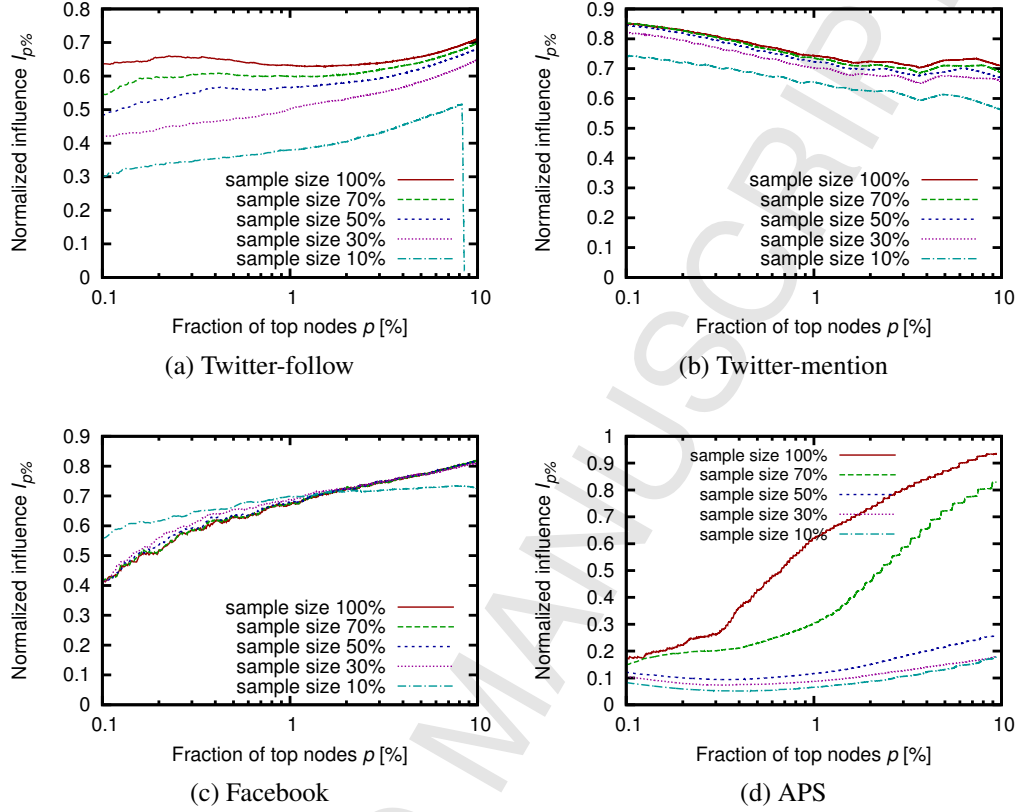 Normalized influence Ip%
0.8
0.7
0.6
0.5
0.4
0.3
0.2
0.1
0
sample size 100%
sample size 70%
sample size 50%
sample size 30%
sample size 10%
0.1
1
10
Fraction of top nodes p [%]
(a) Twitter-follow
Normalized influence Ip%
0.9
0.8
0.7
0.6
0.5
0.4
0.3
0.2
0.1
0
sample size 100%
sample size 70%
sample size 50%
sample size 30%
sample size 10%
0.1
1
10
Fraction of top nodes p [%]
(b) Twitter-mention
Normalized influence Ip%
0.9
0.8
0.7
0.6
0.5
0.4
0.3
0.2
0.1
0
sample size 100%
sample size 70%
sample size 50%
sample size 30%
sample size 10%
0.1
1
10
Fraction of top nodes p [%]
(c) Facebook
Normalized influence Ip%
1
0.9
0.8
0.7
0.6
0.5
0.4
0.3
0.2
0.1
0
sample size 100%
sample size 70%
sample size 50%
sample size 30%
sample size 10%
0.1
1
10
Fraction of top nodes p [%]
(d) APS
MANUSCRIP